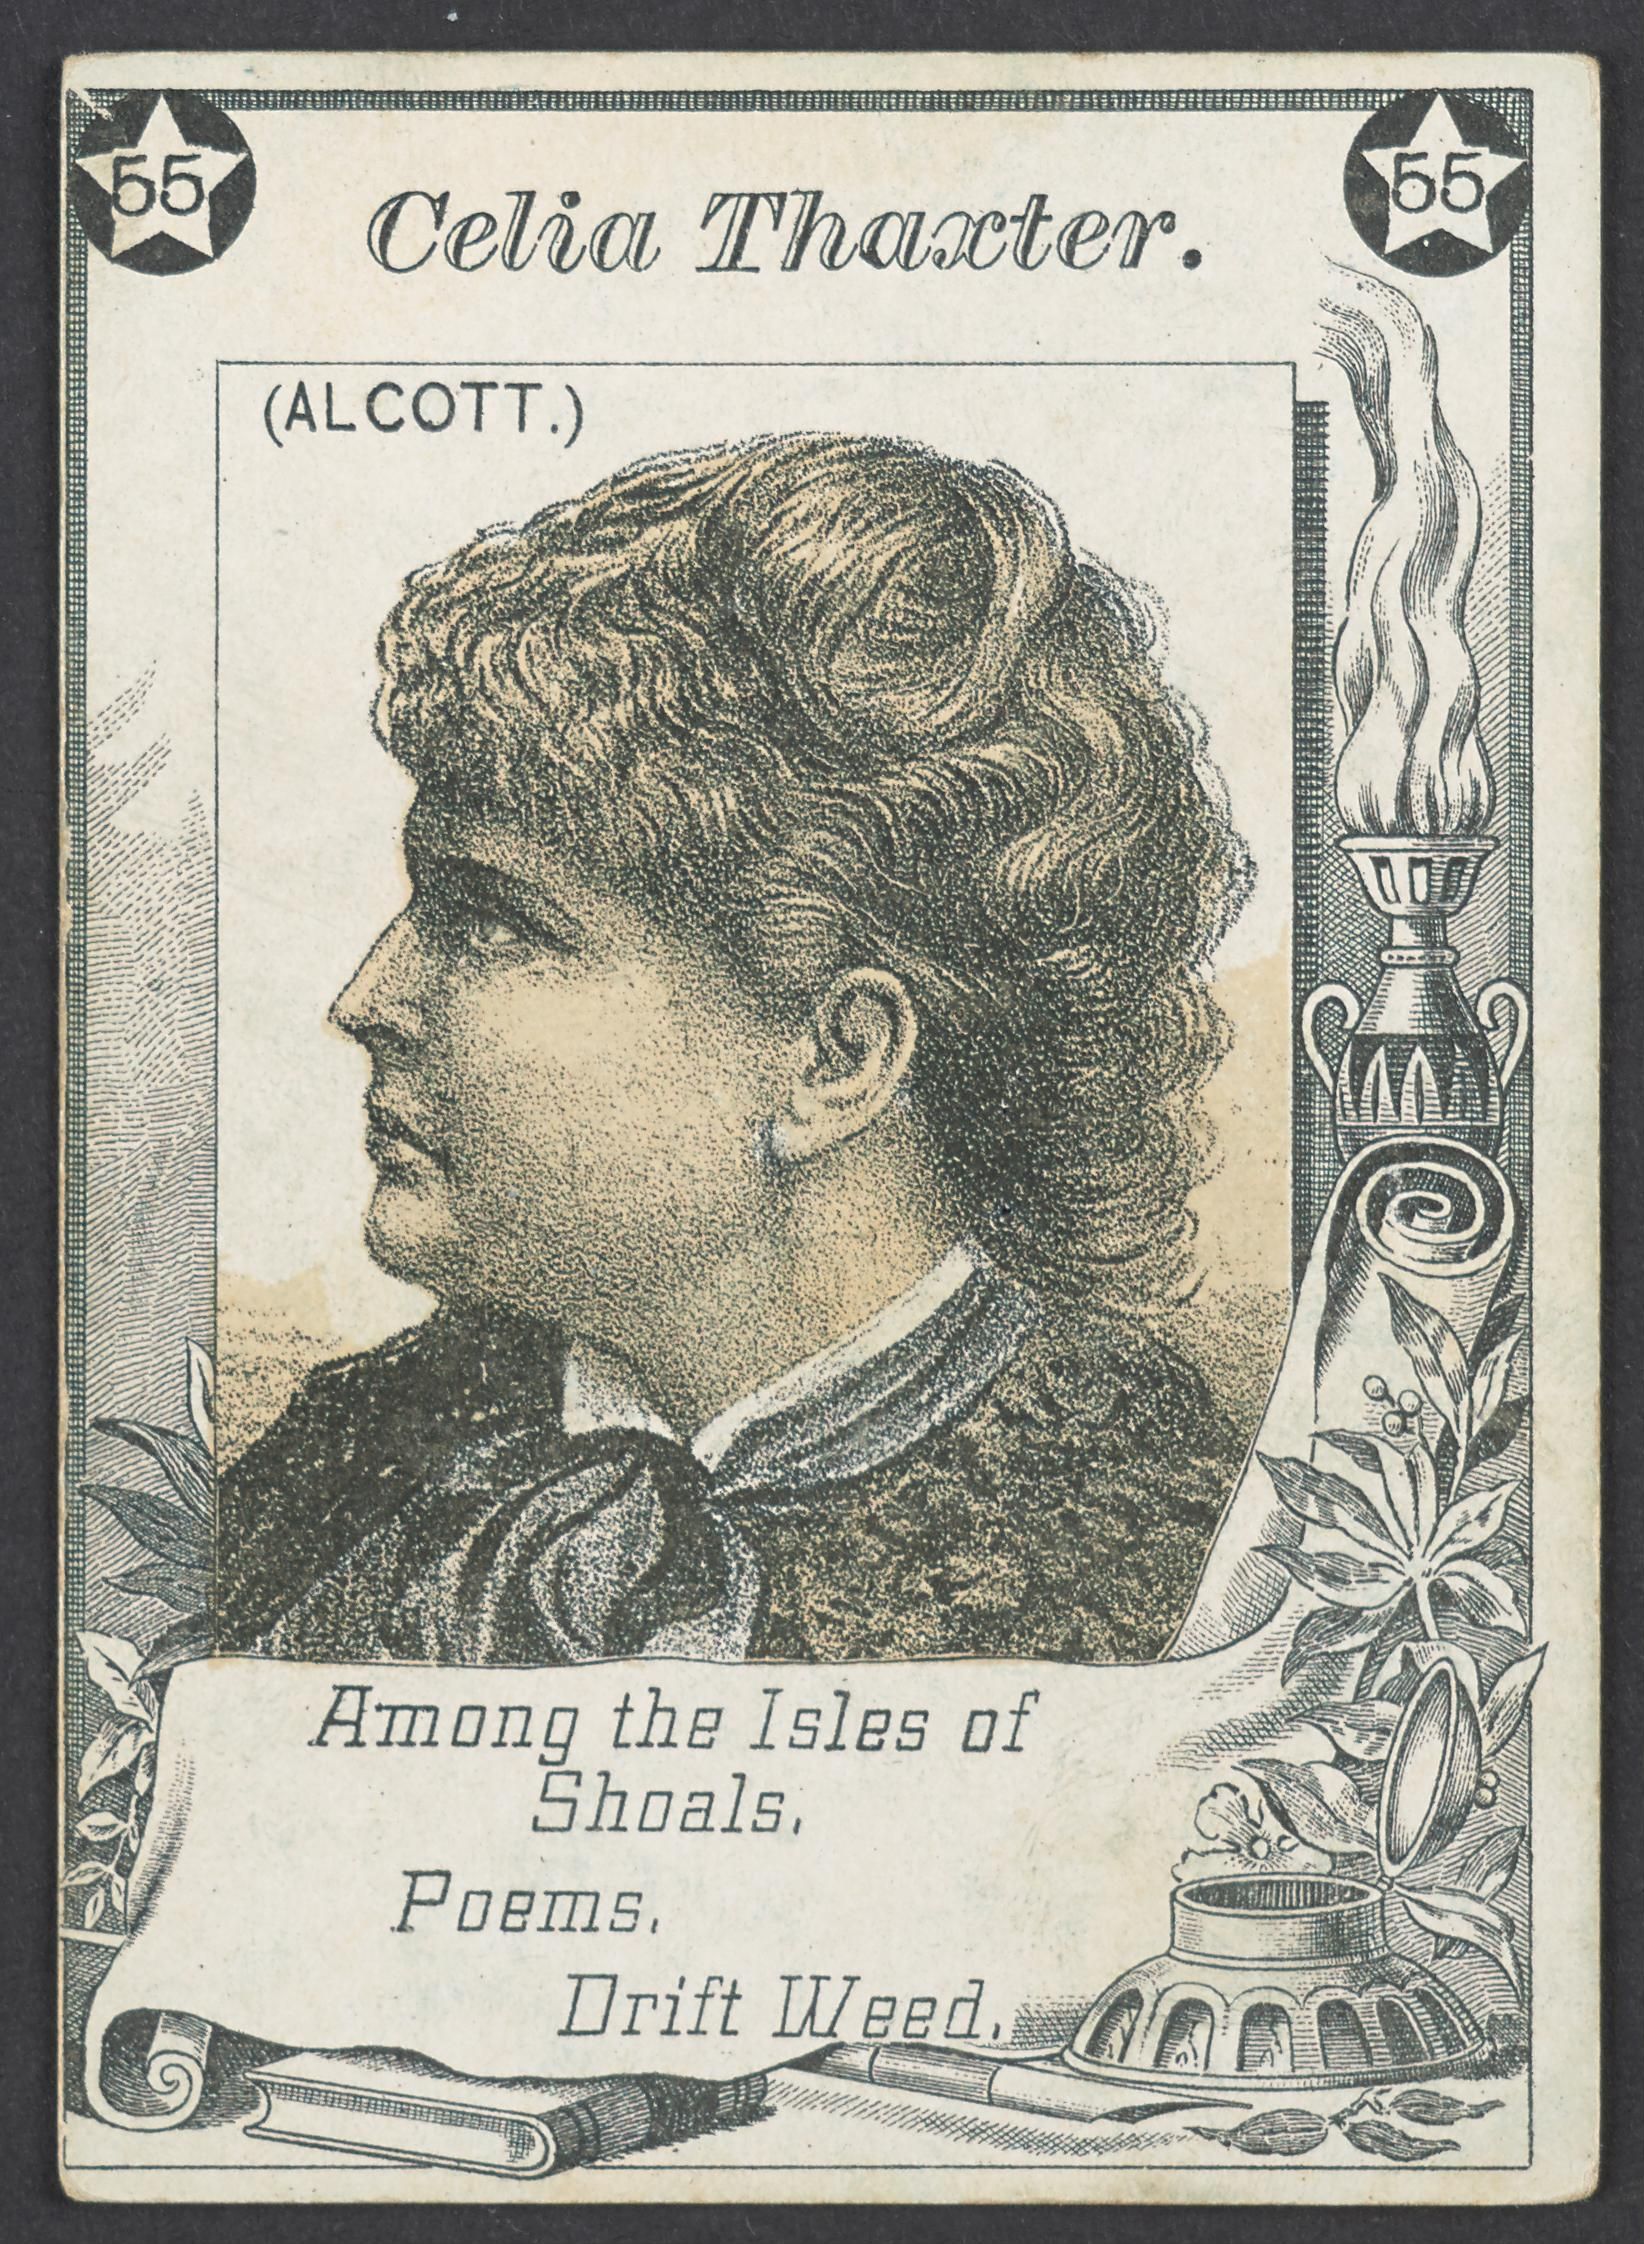 55 55
Celia Thaxter.
(ALCOTT.)
Among the Isles of
Shoals.
Poems.
Drift Weed.